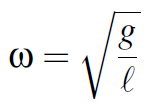 ω = √(g/ℓ)